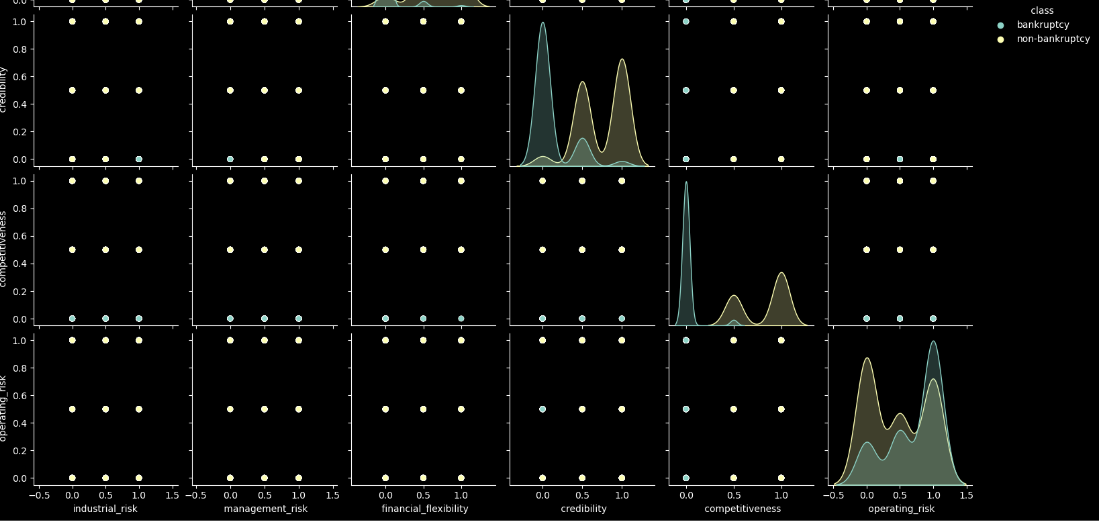 0.0
class
bankruptcy
non-bankruptcy
1.0
0.8
0.6
0.4
0.2
0.0
credibility
1.0
0.8
0.6
0.4
0.2
0.0
competitiveness
1.0
0.8
0.6
0.4
0.2
0.0
operating_risk
−0.5 0.0 0.5 1.0 1.5 −0.5 0.0 0.5 1.0 1.5 0.0 0.5 1.0 0.0 0.5 1.0 0.0 0.5 1.0 −0.5 0.0 0.5 1.0 1.5
industrial_risk management_risk financial_flexibility credibility competitiveness operating_risk